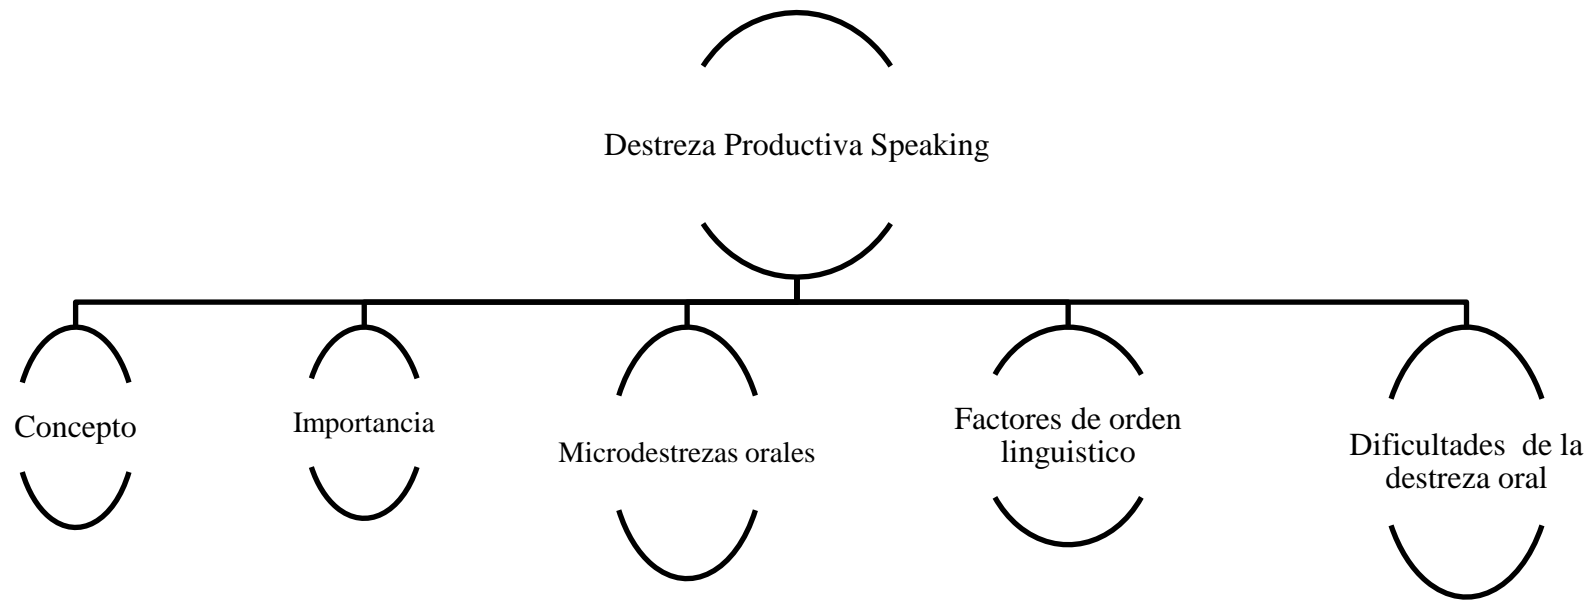 Destreza Productiva Speaking
Concepto
Importancia
Microdestrezas orales
Factores de orden
linguistico
Dificultades de la
destreza oral